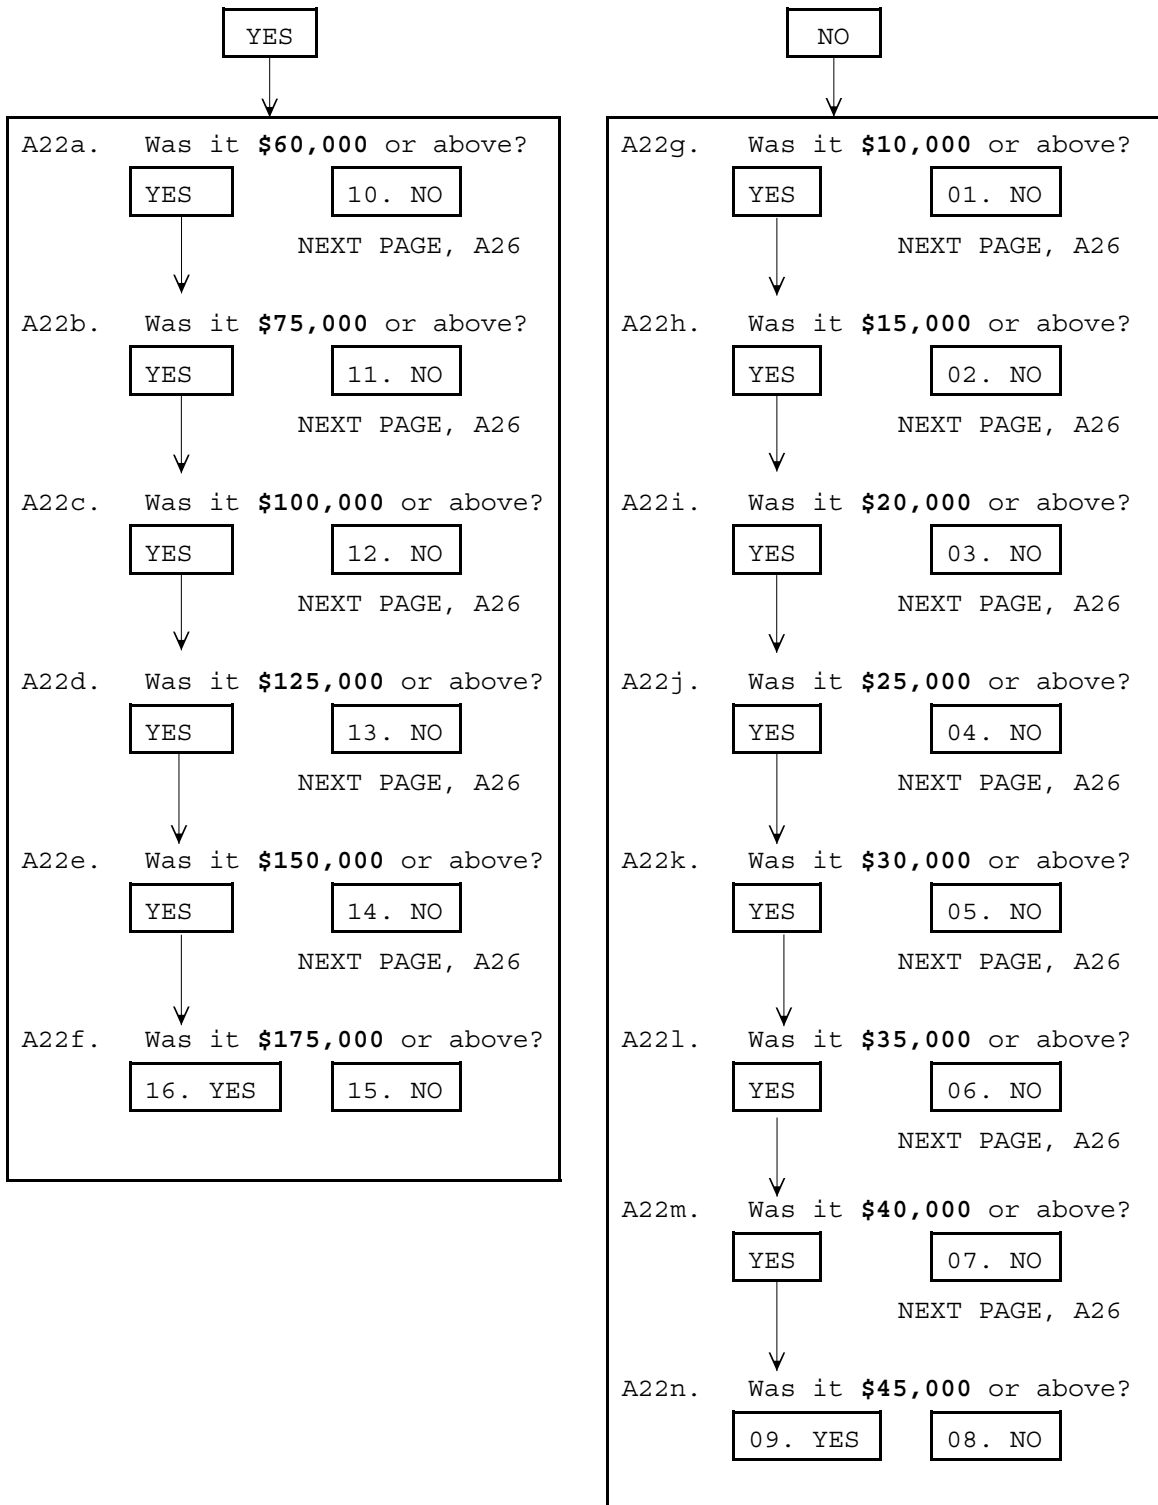 YES
A22a. Was it $60,000 or above?
YES 10. NO
NEXT PAGE, A26
A22b. Was it $75,000 or above?
YES 11. NO
NEXT PAGE, A26
A22c. Was it $100,000 or above?
YES 12. NO
NEXT PAGE, A26
A22d. Was it $125,000 or above?
YES 13. NO
NEXT PAGE, A26
A22e. Was it $150,000 or above?
YES 14. NO
NEXT PAGE, A26
A22f. Was it $175,000 or above?
16. YES 15. NO
NO
A22g. Was it $10,000 or above?
YES 01. NO
NEXT PAGE, A26
A22h. Was it $15,000 or above?
YES 02. NO
NEXT PAGE, A26
A22i. Was it $20,000 or above?
YES 03. NO
NEXT PAGE, A26
A22j. Was it $25,000 or above?
YES 04. NO
NEXT PAGE, A26
A22k. Was it $30,000 or above?
YES 05. NO
NEXT PAGE, A26
A22l. Was it $35,000 or above?
YES 06. NO
NEXT PAGE, A26
A22m. Was it $40,000 or above?
YES 07. NO
NEXT PAGE, A26
A22n. Was it $45,000 or above?
09. YES 08. NO